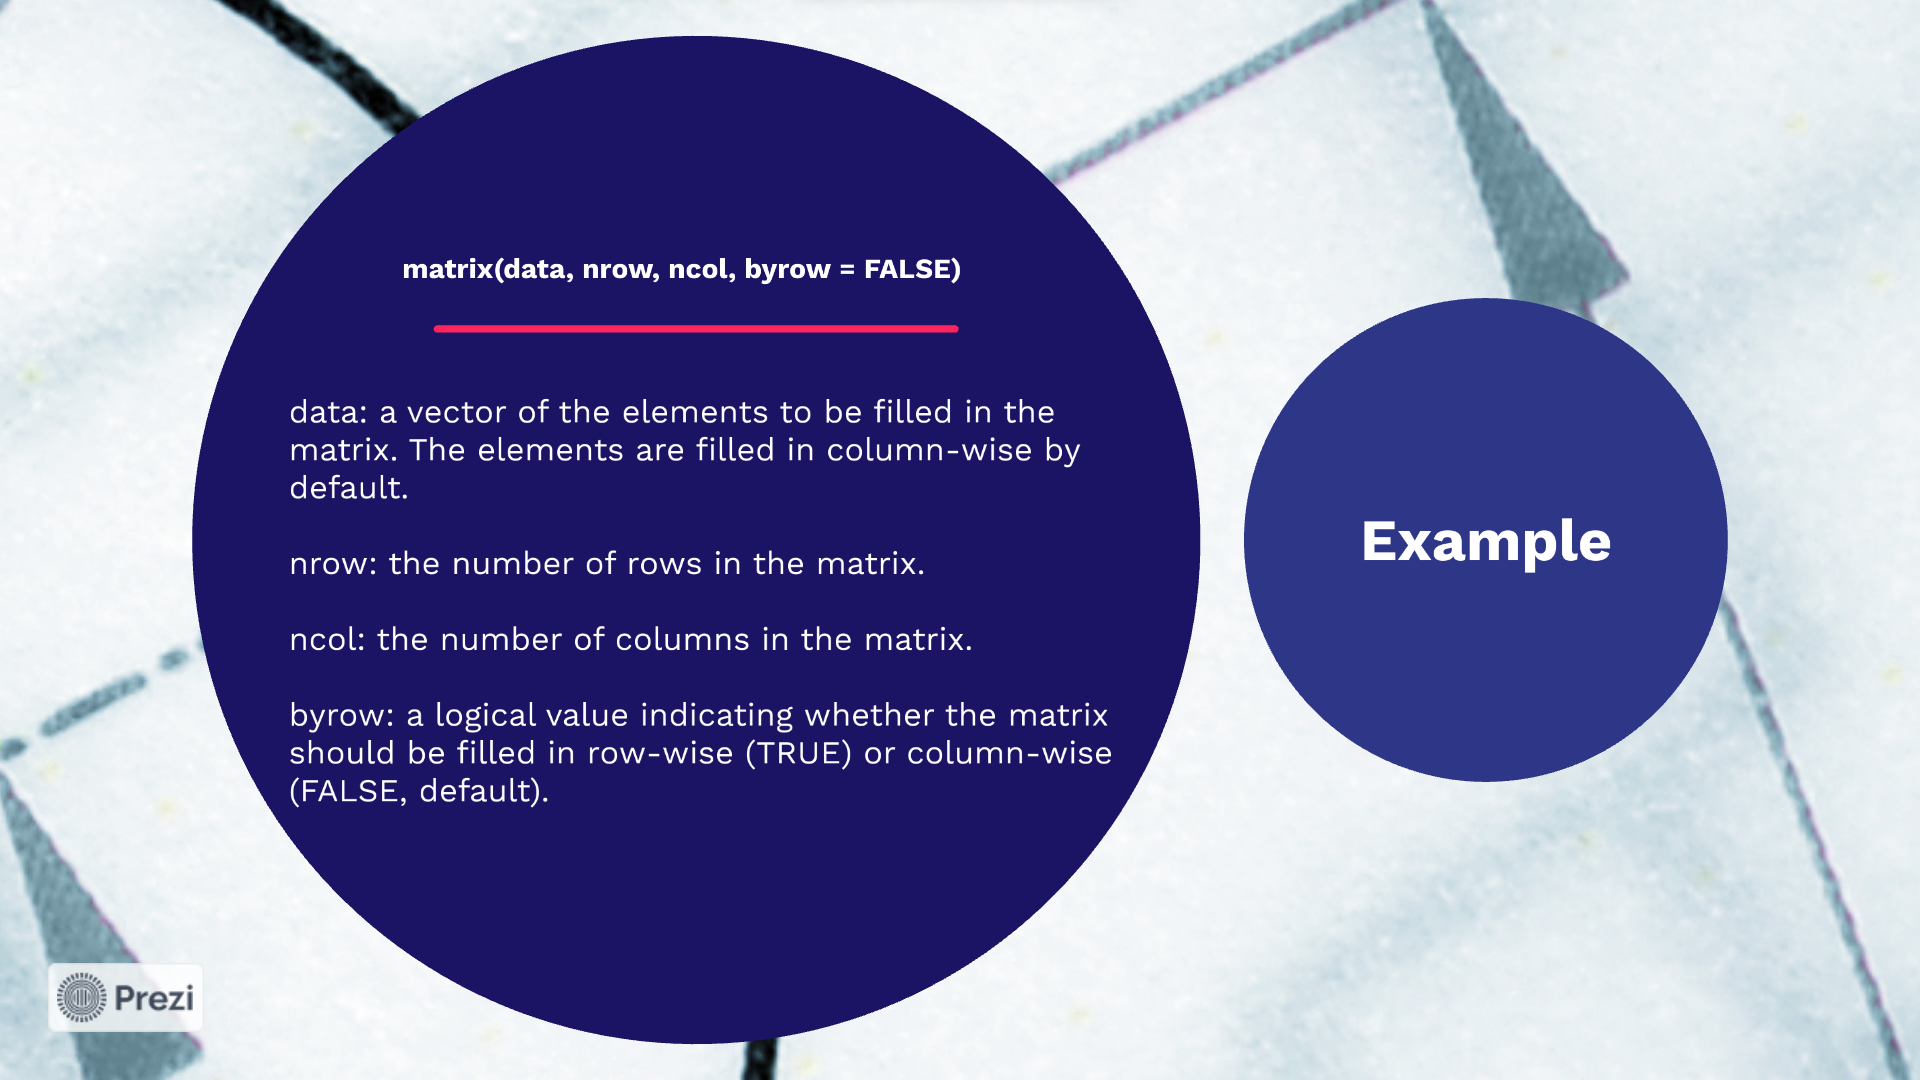 matrix(data, nrow, ncol, byrow = FALSE)
data: a vector of the elements to be filled in the
matrix. The elements are filled in column-wise by
default.
nrow: the number of rows in the matrix.
ncol: the number of columns in the matrix.
byrow: a logical value indicating whether the matrix
should be filled in row-wise (TRUE) or column-wise
(FALSE, default).
Example
Prezi